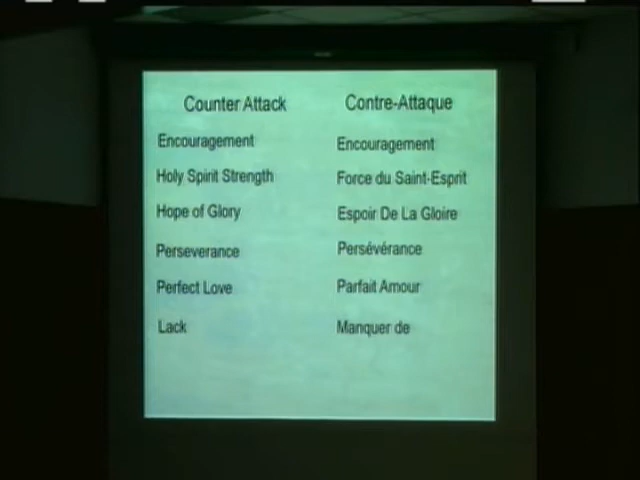 Counter Attack Contre-Attaque
Encouragement Encouragement
Holy Spirit Strength Force du Saint-Esprit
Hope of Glory Espoir De La Gloire
Perseverance Persévérance
Perfect Love Parfait Amour
Lack Manquer de